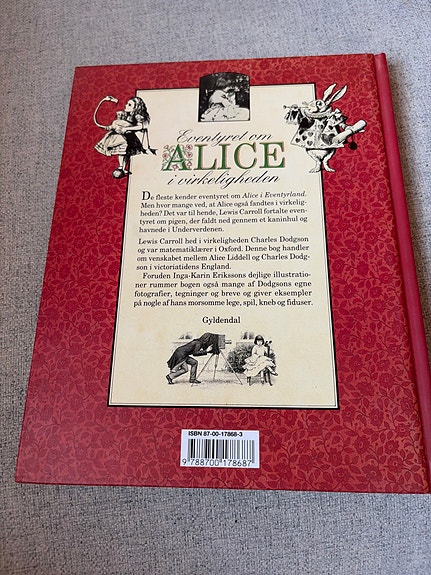 Eventyret om
ALICE
i virkeligheden
De fleste kender eventyret om Alice i Eventyrland.
Men hvor mange ved, at Alice også fandtes i virkelig-
heden? Det var til hende, Lewis Carroll fortalte even-
tyret om pigen, der faldt ned gennem et kaninhul og
havnede i Underverdenen.
Lewis Carroll hed i virkeligheden Charles Dodgson
og var matematiklærer i Oxford. Denne bog handler
om venskabet mellem Alice Liddell og Charles Dodg-
son i victoriatidens England.
Foruden Inga-Karin Erikssons dejlige illustratio-
ner rummer bogen også mange af Dodgsons egne
fotografier, tegninger og breve og giver eksempler
på nogle af hans morsomme lege, spil, kneb og fiduser.
Gyldendal
ISBN 87-00-17868-3
9 788700 178687